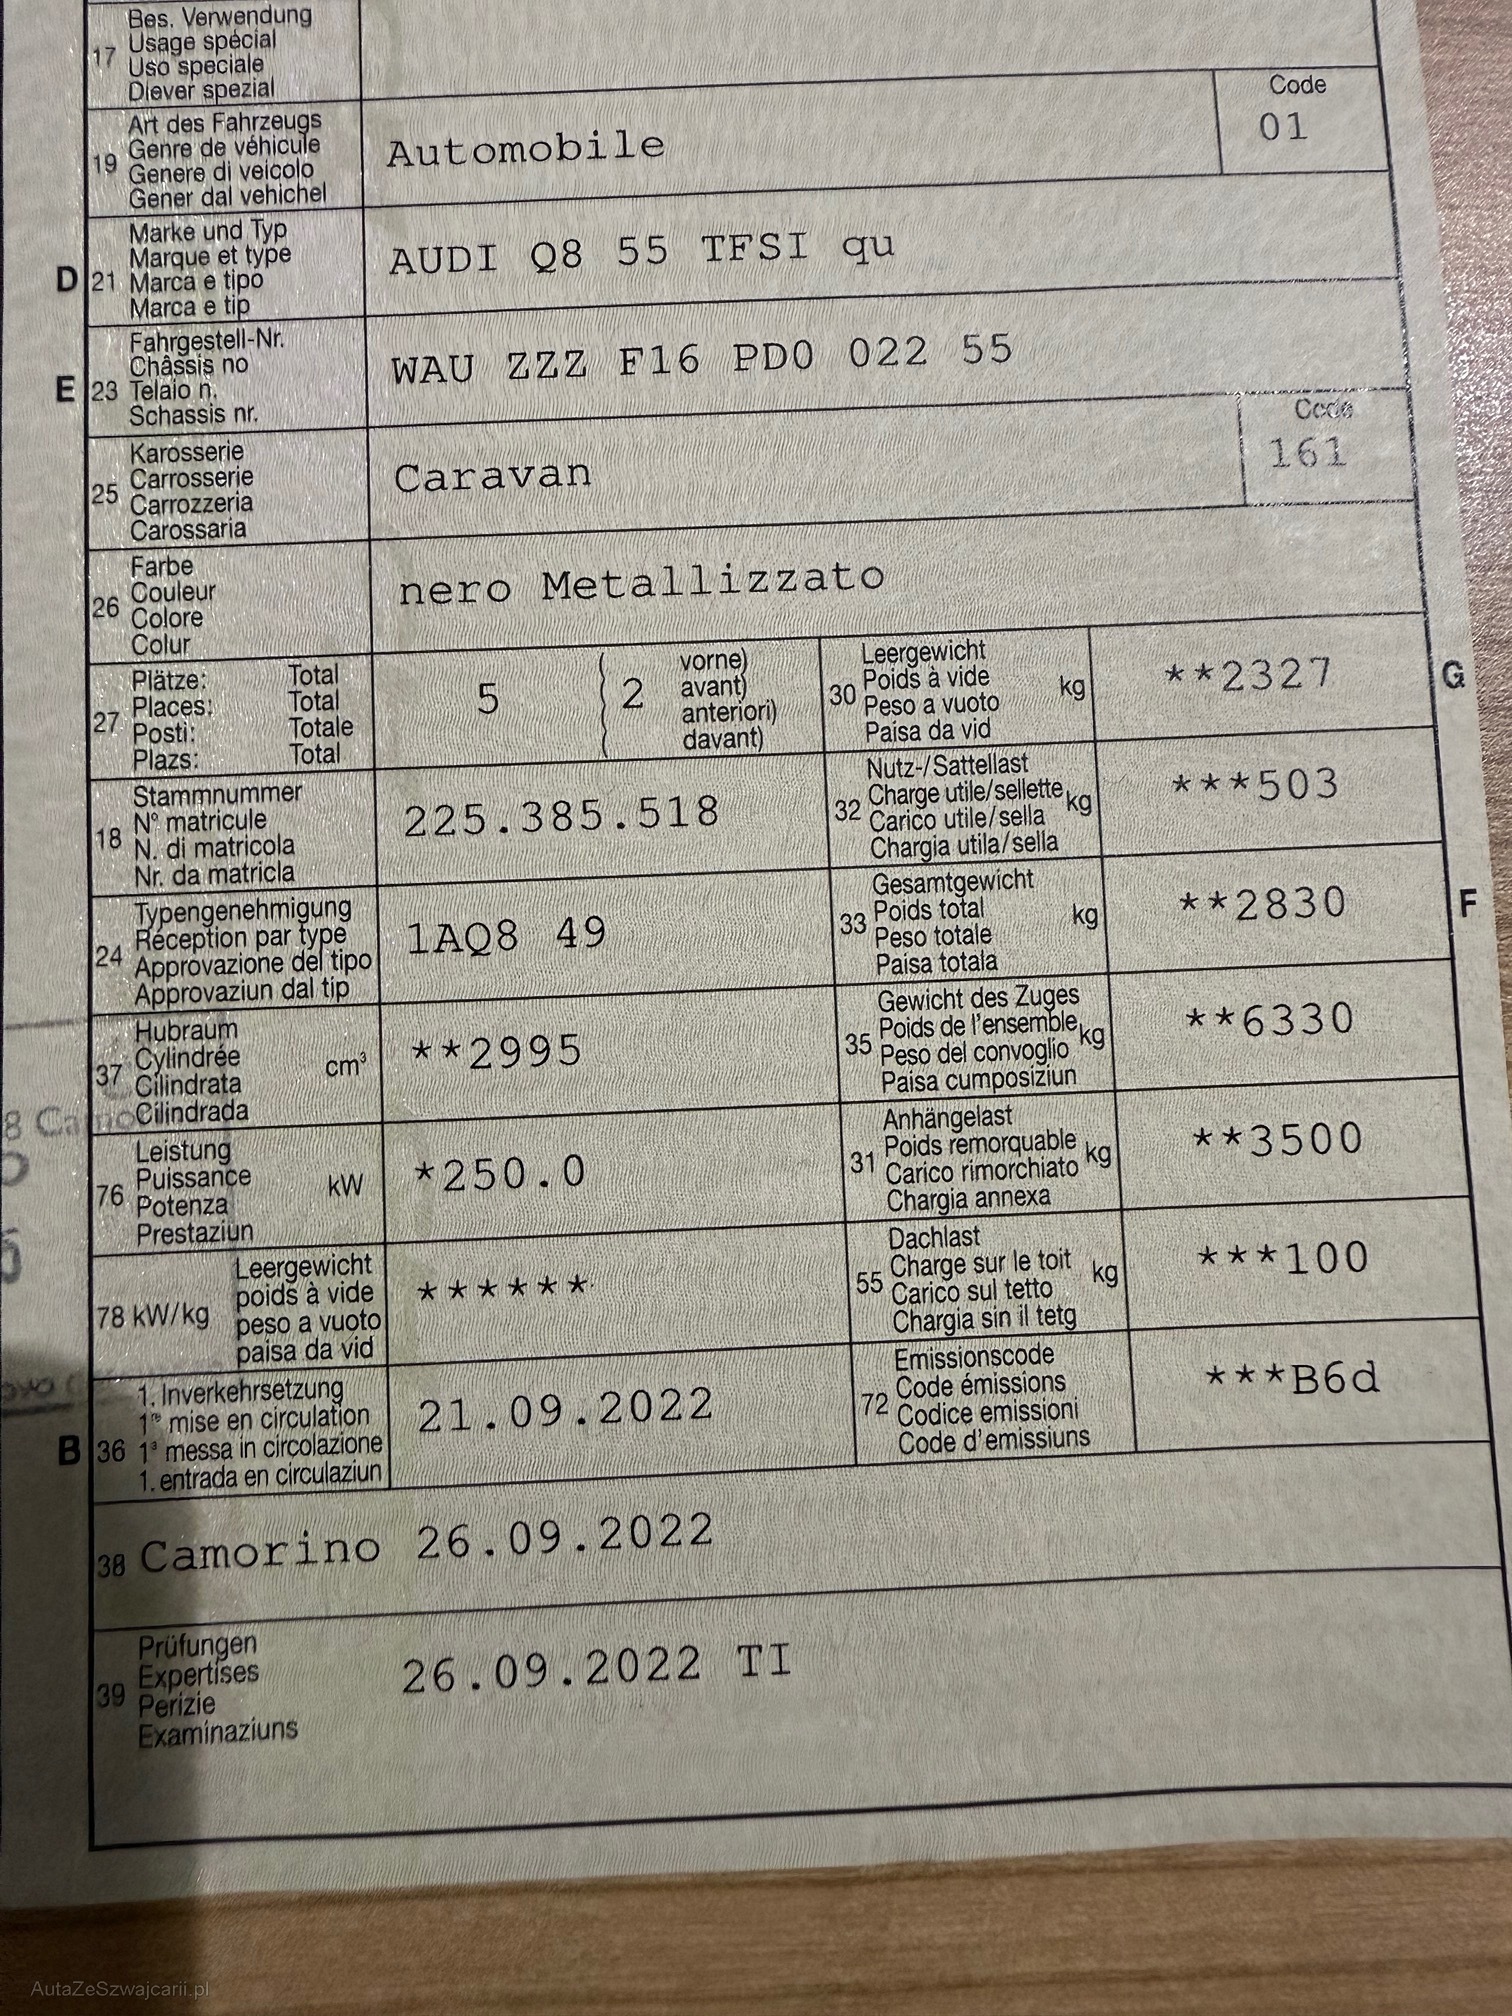 17 Bes. Verwendung
Usage spécial
Uso speciale
Diever spezial
19 Art des Fahrzeugs
Genre de véhicule
Genere di veicolo
Gener dal vehichel
Automobile
Code
01
D 21 Marke und Typ
Marque et type
Marca e tipo
Marca e tip
AUDI Q8 55 TFSI qu
E 23 Fahrgestell-Nr.
Châssis no
Telaio n.
Schassis nr.
WAU ZZZ F16 PD0 022 55
25 Karosserie
Carrosserie
Carrozzeria
Carossaria
Caravan
Code
161
26 Farbe
Couleur
Colore
Colur
nero Metallizzato
27 Plätze: Total
Places: Total
Posti: Totale
Plazs: Total
5
2
vorne)
avant)
anteriori)
davant)
30 Leergewicht
Poids à vide
Peso a vuoto
Paisa da vid
kg
**2327
G
18 Stammnummer
N° matricule
N. di matricola
Nr. da matricla
225.385.518
32 Nutz-/Sattellast
Charge utile/sellette
Carico utile/sella
Chargia utila/sella
kg
***503
24 Typengenehmigung
Réception par type
Approvazione del tipo
Approvaziun dal tip
1AQ8 49
33 Gesamtgewicht
Poids total
Peso totale
Paisa totala
kg
**2830
F
37 Hubraum
Cylindrée
Cilindrata
Cilindrada
cm³
**2995
35 Gewicht des Zuges
Poids de l'ensemble
Peso del convoglio
Paisa cumposiziun
kg
**6330
76 Leistung
Puissance
Potenza
Prestaziun
kW
*250.0
31 Anhängelast
Poids remorquable
Carico rimorchiato
Chargia annexa
kg
**3500
78 kW/kg
Leergewicht
poids à vide
peso a vuoto
paisa da vid
******
55 Dachlast
Charge sur le toit
Carico sul tetto
Chargia sin il tetg
kg
***100
B 36 1. Inverkehrsetzung
1re mise en circulation
1a messa in circolazione
1. entrada en circulaziun
21.09.2022
72 Emissionscode
Code émissions
Codice emissioni
Code d'emissiuns
***B6d
38 Camorino 26.09.2022
39 Prüfungen
Expertises
Perizie
Examinaziuns
26.09.2022 TI
AutaZeSzwajcarii.pl